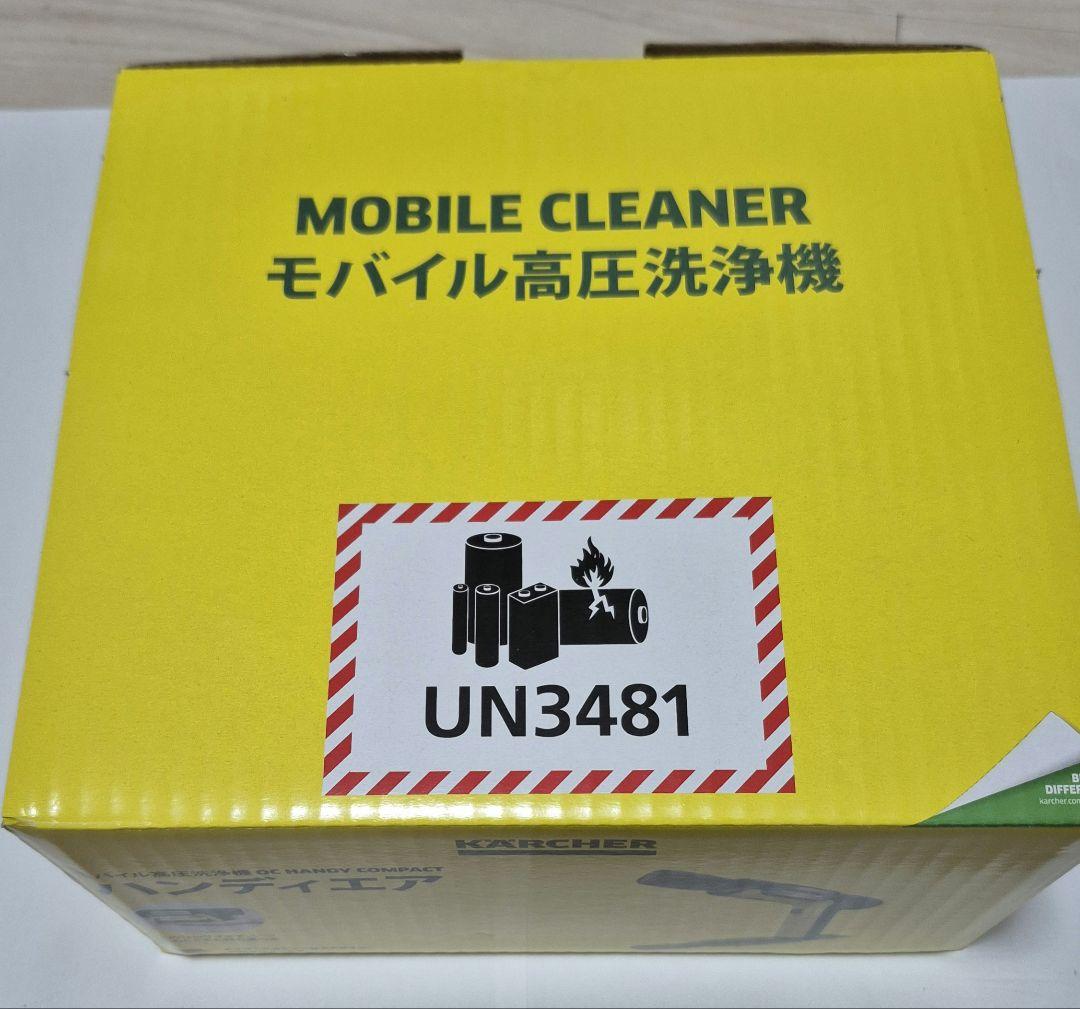 MOBILE CLEANER
モバイル高圧洗浄機
UN3481
DIFFER
karcher.com
KÄRCHER
バイル高圧洗浄機 OC HANDY COMPACT
ハンディエア